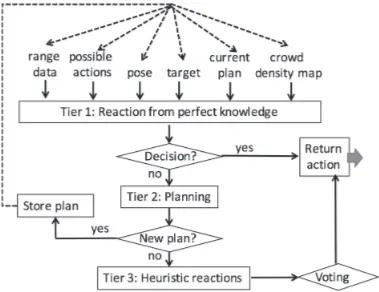 range data
possible actions
pose
target
current plan
crowd density map
Tier 1: Reaction from perfect knowledge
Decision?
yes
Return action
no
Tier 2: Planning
Store plan
yes
New plan?
no
Tier 3: Heuristic reactions
Voting